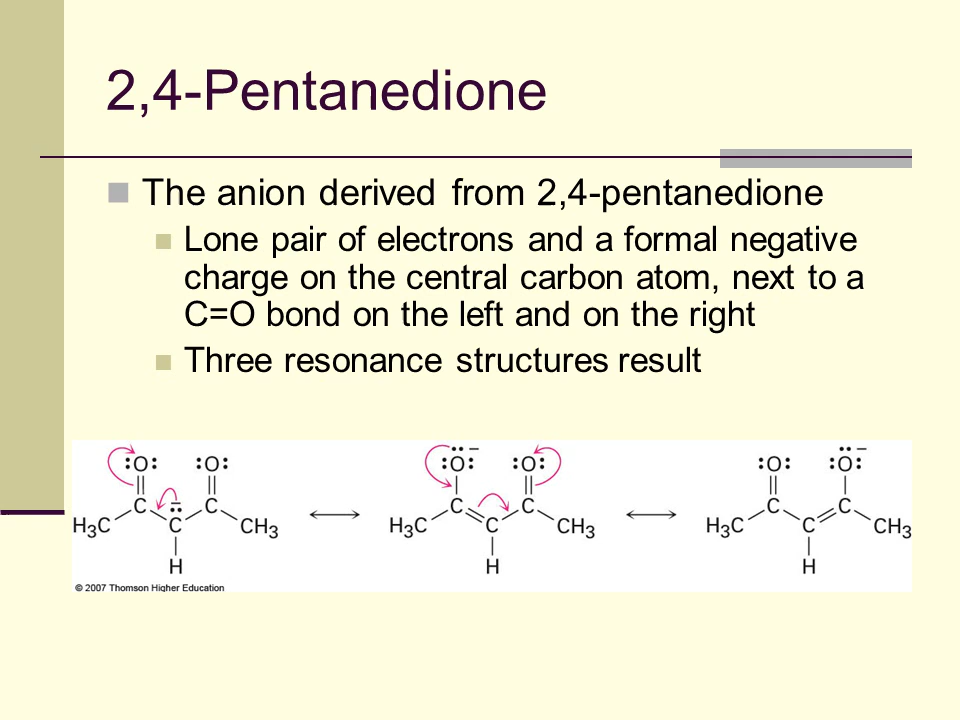 2,4-Pentanedione
The anion derived from 2,4-pentanedione
Lone pair of electrons and a formal negative
charge on the central carbon atom, next to a
C=O bond on the left and on the right
Three resonance structures result
:O: :O: :Ö:− :O: :O: :Ö:−
C C C C C C
H₃C C̈− CH₃ H₃C C CH₃ H₃C C CH₃
H H H
© 2007 Thomson Higher Education